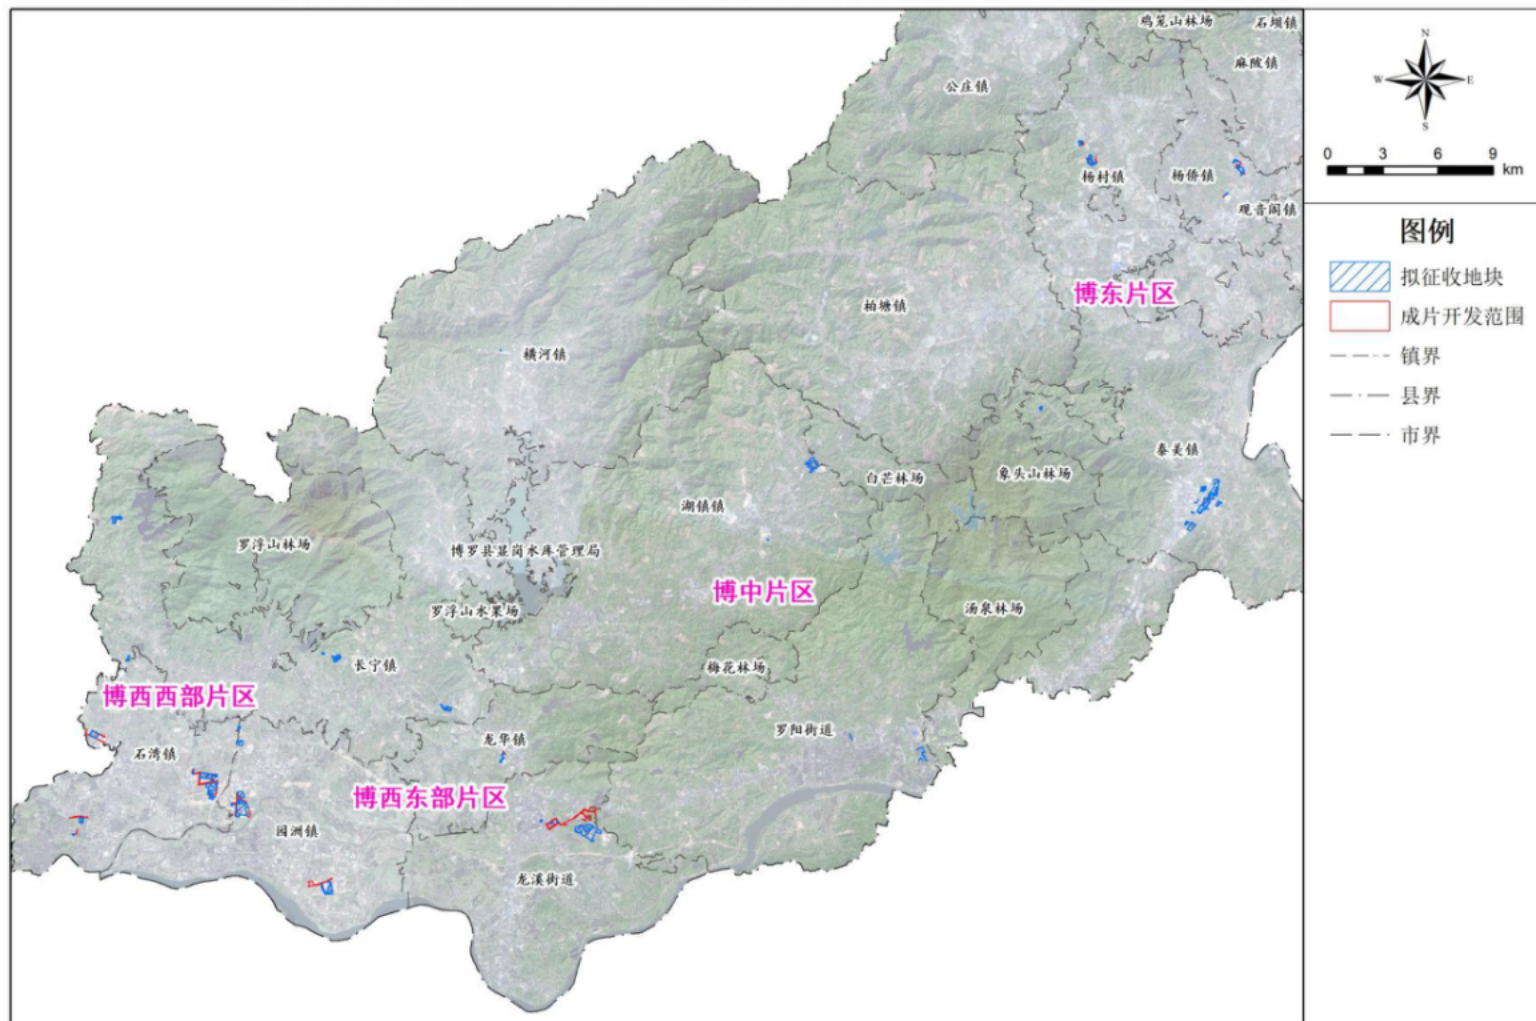 鸡笼山林场
石坝镇
麻陂镇
公庄镇
杨村镇
杨侨镇
观音阁镇
博东片区
柏塘镇
横河镇
泰美镇
象头山林场
白芒林场
湖镇镇
罗浮山林场
博罗县显岗水库管理局
博中片区
罗浮山水果场
汤泉林场
长宁镇
梅花林场
博西西部片区
罗阳街道
龙华镇
石湾镇
博西东部片区
园洲镇
龙溪街道
N
W
E
S
0 3 6 9
km
图例
拟征收地块
成片开发范围
镇界
县界
市界